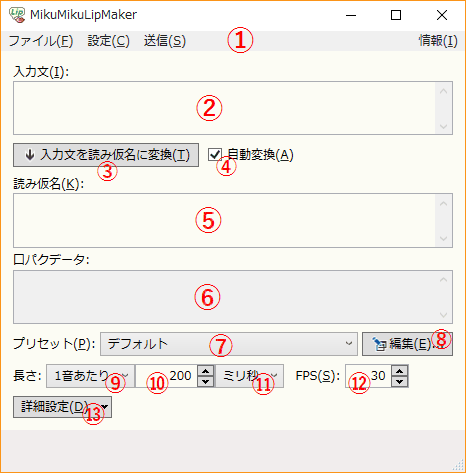 MikuMikuLipMaker
ファイル(F) 設定(C) 送信(S) ① 情報(I)
入力文(I):
②
入力文を読み仮名に変換(T) 自動変換(A)
③ ④
読み仮名(K):
⑤
口パクデータ:
⑥
プリセット(P): デフォルト ⑦ 編集(E)... ⑧
長さ: 1音あたり ⑨ ⑩ 200 ミリ秒 ⑪ FPS(S): ⑫ 30
詳細設定(D) ⑬